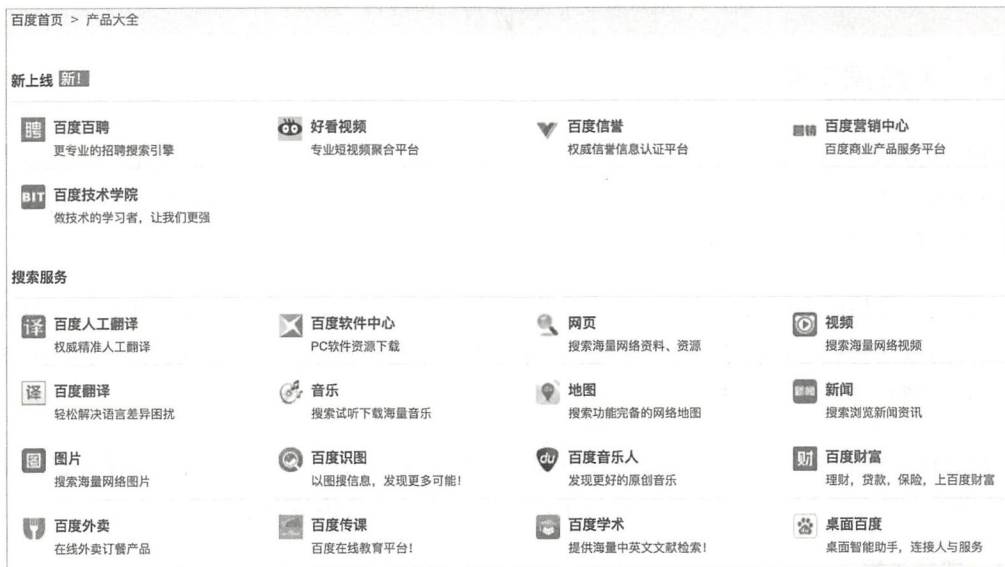 百度首页 > 产品大全
新上线 新!
聘 百度百聘 好看视频 百度信誉 营销 百度营销中心
更专业的招聘搜索引擎 专业短视频聚合平台 权威信誉信息认证平台 百度商业产品服务平台
BIT 百度技术学院
做技术的学习者，让我们更强
搜索服务
译 百度人工翻译 百度软件中心 网页 视频
权威精准人工翻译 PC软件资源下载 搜索海量网络资料、资源 搜索海量网络视频
译 百度翻译 音乐 地图 新闻 新闻
轻松解决语言差异困扰 搜索试听下载海量音乐 搜索功能完备的网络地图 搜索浏览新闻资讯
图 图片 百度识图 du 百度音乐人 财 百度财富
搜索海量网络图片 以图搜信息，发现更多可能！ 发现更好的原创音乐 理财，贷款，保险，上百度财富
百度外卖 百度传课 百度学术 桌面百度
在线外卖订餐产品 百度在线教育平台！ 提供海量中英文文献检索！ 桌面智能助手，连接人与服务